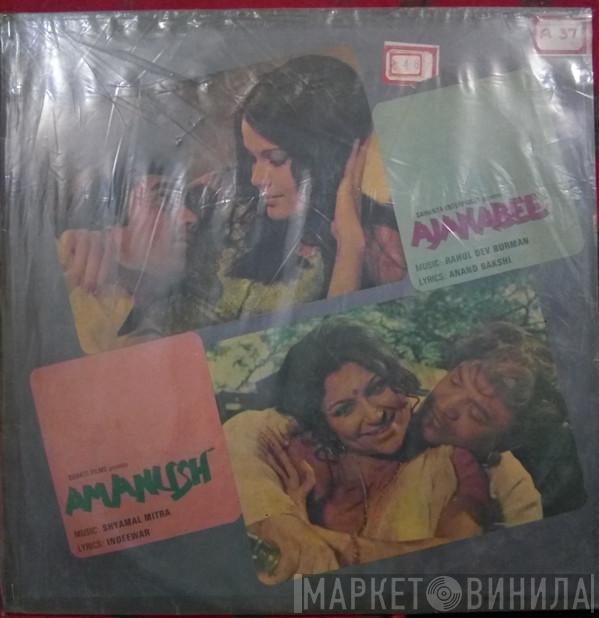 A 37
AJANABEE
MUSIC: RAHUL DEV BURMAN
LYRICS: ANAND BAKSHI
SHAKTI FILMS presents
AMANUSH
MUSIC: SHYAMAL MITRA
LYRICS: INDEEWAR
МАРКЕТ ВИНИЛА